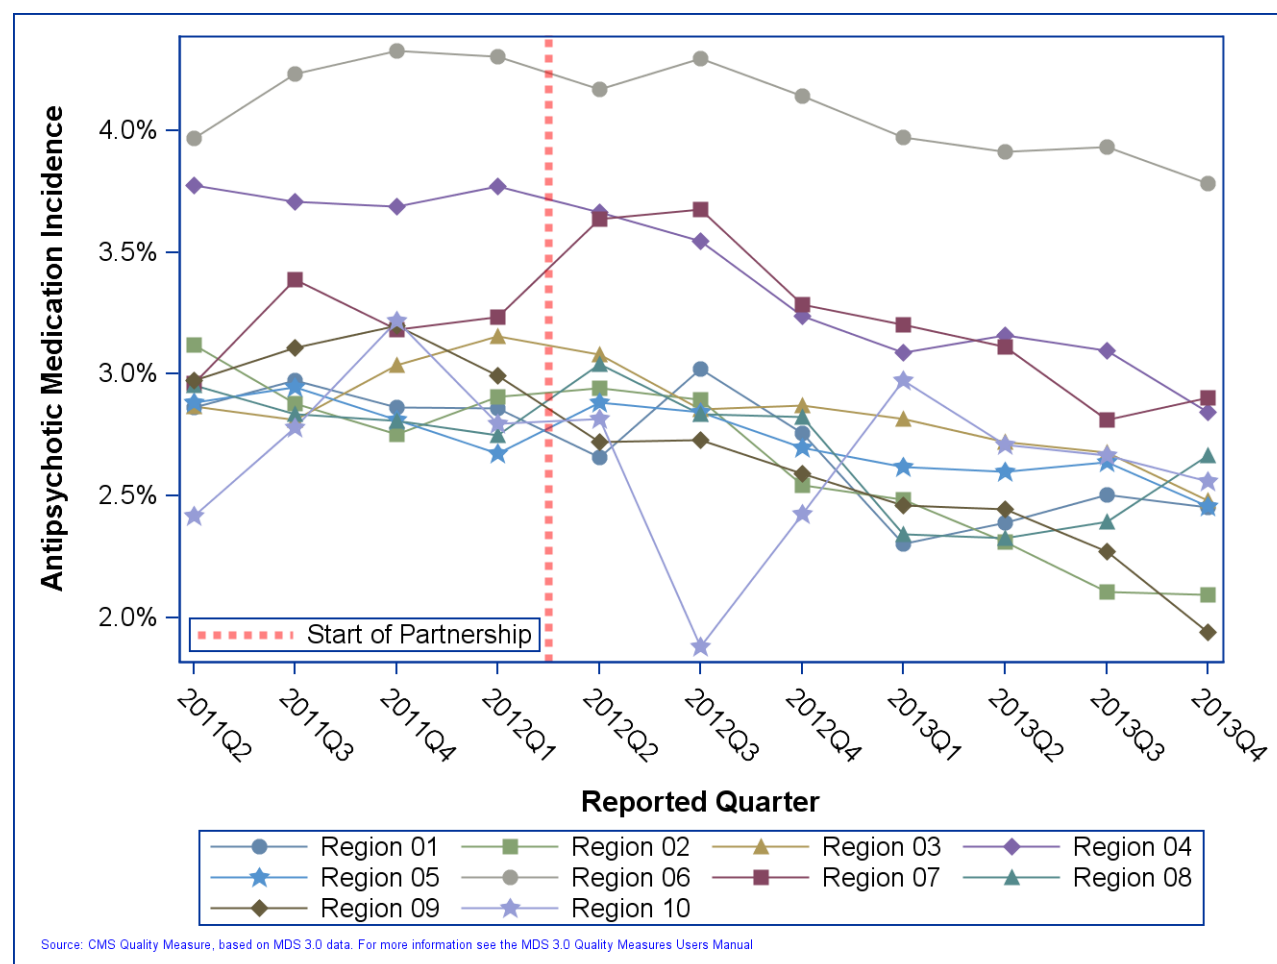 Antipsychotic Medication Incidence
4.0%
3.5%
3.0%
2.5%
2.0%
Start of Partnership
2011Q2
2011Q3
2011Q4
2012Q1
2012Q2
2012Q3
2012Q4
2013Q1
2013Q2
2013Q3
2013Q4
Reported Quarter
Region 01 Region 02 Region 03 Region 04
Region 05 Region 06 Region 07 Region 08
Region 09 Region 10
Source: CMS Quality Measure, based on MDS 3.0 data. For more information see the MDS 3.0 Quality Measures Users Manual